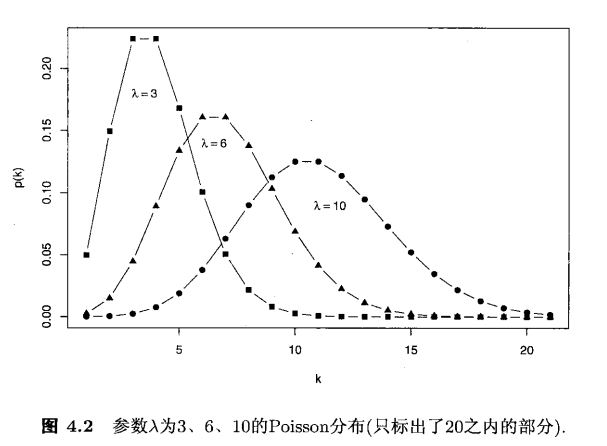 0.20
0.15
0.10
0.05
0.00
p(k)
λ = 3
λ = 6
λ = 10
5
10
15
20
k
图 4.2 参数λ为3、6、10的Poisson分布(只标出了20之内的部分).